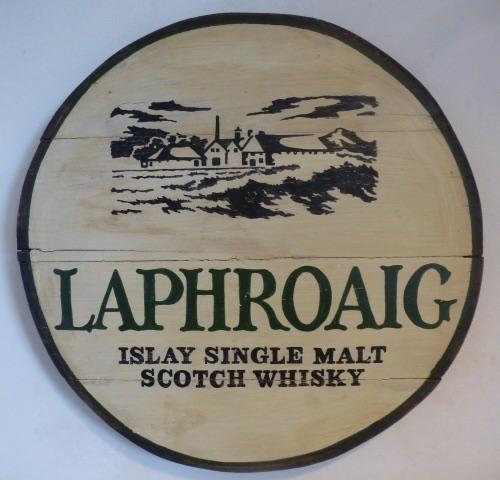 LAPHROAIG
ISLAY SINGLE MALT
SCOTCH WHISKY